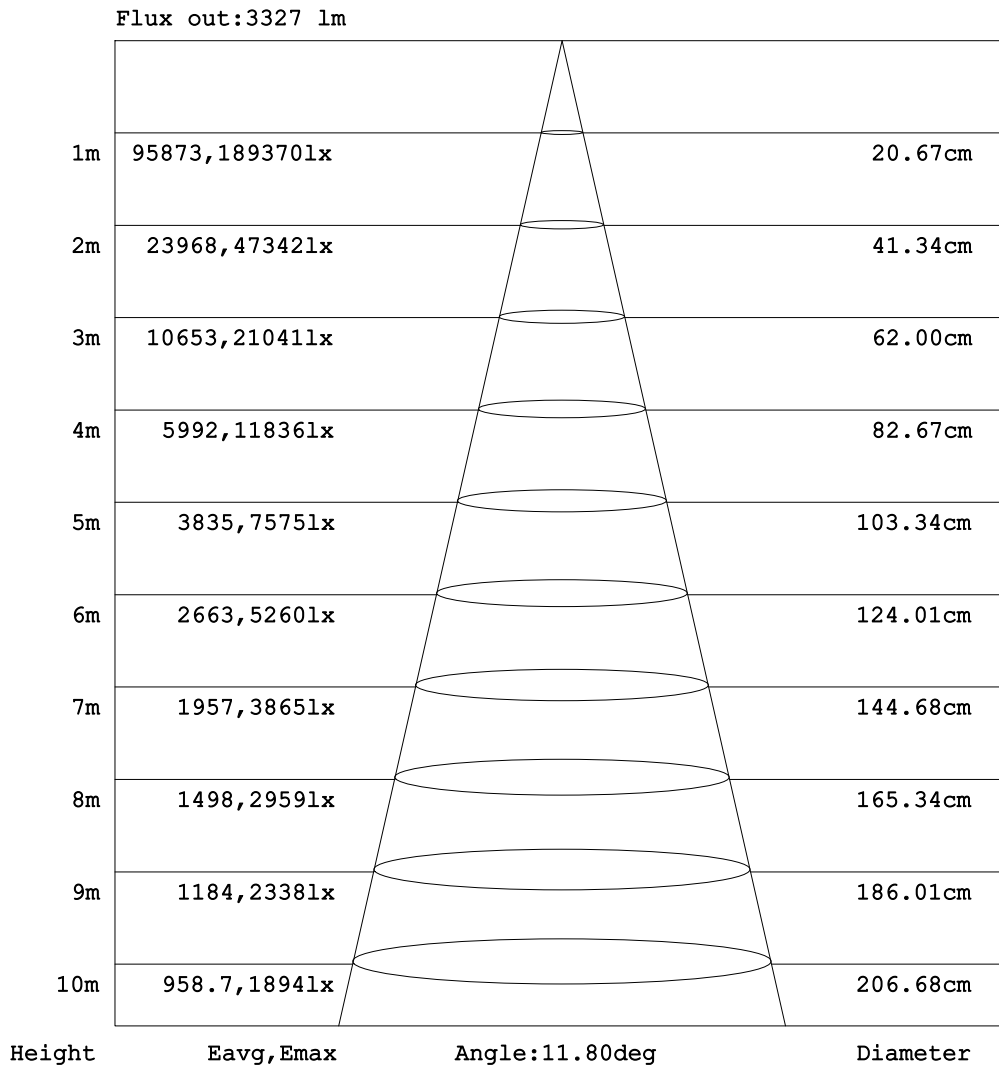 Flux out:3327 lm
1m 95873,189370lx 20.67cm
2m 23968,47342lx 41.34cm
3m 10653,21041lx 62.00cm
4m 5992,11836lx 82.67cm
5m 3835,7575lx 103.34cm
6m 2663,5260lx 124.01cm
7m 1957,3865lx 144.68cm
8m 1498,2959lx 165.34cm
9m 1184,2338lx 186.01cm
10m 958.7,1894lx 206.68cm
Height Eavg,Emax Angle:11.80deg Diameter